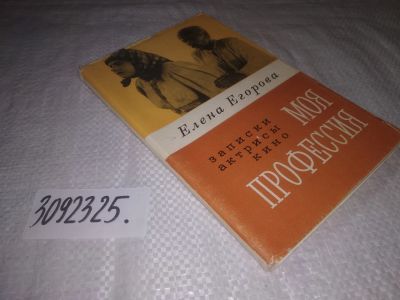 Елена Егорова
записки
актрисы
кино
МОЯ
ПРОФЕССИЯ
3092325.